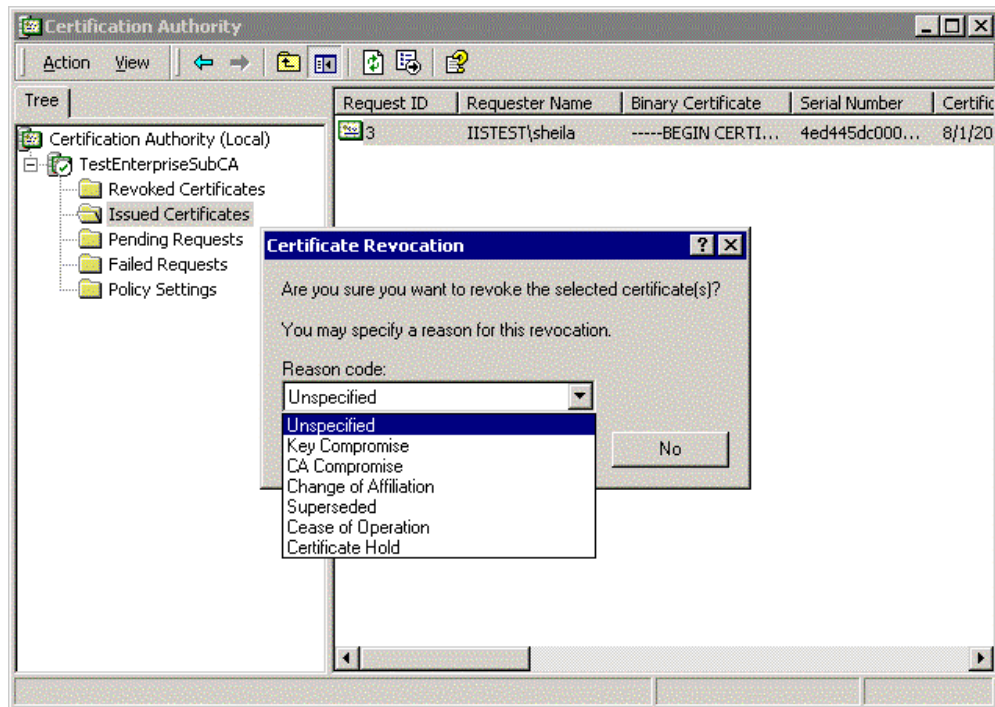 Certification Authority
Action View
Tree
Request ID Requester Name Binary Certificate Serial Number Certific
Certification Authority (Local)
3 IISTEST\sheila -----BEGIN CERTI... 4ed445dc000... 8/1/20
TestEnterpriseSubCA
Revoked Certificates
Issued Certificates
Pending Requests
Failed Requests
Policy Settings
Certificate Revocation
Are you sure you want to revoke the selected certificate(s)?
You may specify a reason for this revocation.
Reason code:
Unspecified
Unspecified
Key Compromise
CA Compromise
Change of Affiliation
Superseded
Cease of Operation
Certificate Hold
No